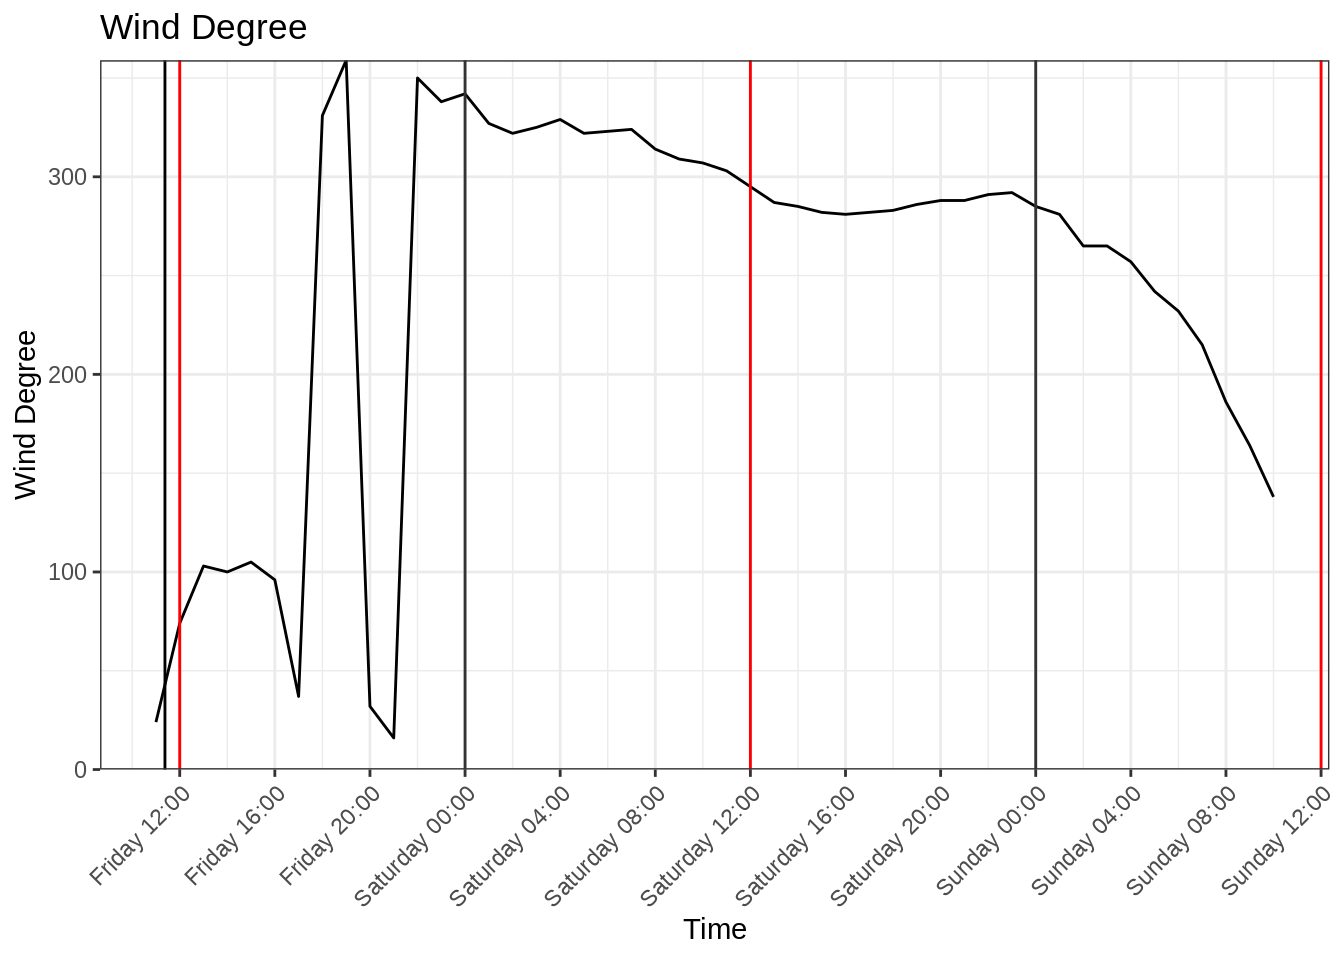 Wind Degree
Wind Degree
300
200
100
0
Friday 12:00
Friday 16:00
Friday 20:00
Saturday 00:00
Saturday 04:00
Saturday 08:00
Saturday 12:00
Saturday 16:00
Saturday 20:00
Sunday 00:00
Sunday 04:00
Sunday 08:00
Sunday 12:00
Time